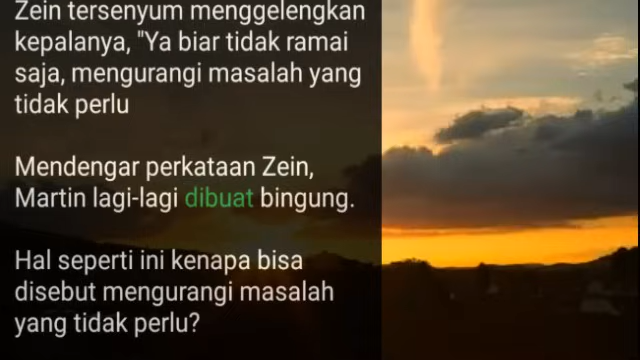 Zein tersenyum menggelengkan
kepalanya, "Ya biar tidak ramai
saja, mengurangi masalah yang
tidak perlu
Mendengar perkataan Zein,
Martin lagi-lagi dibuat bingung.
Hal seperti ini kenapa bisa
disebut mengurangi masalah
yang tidak perlu?